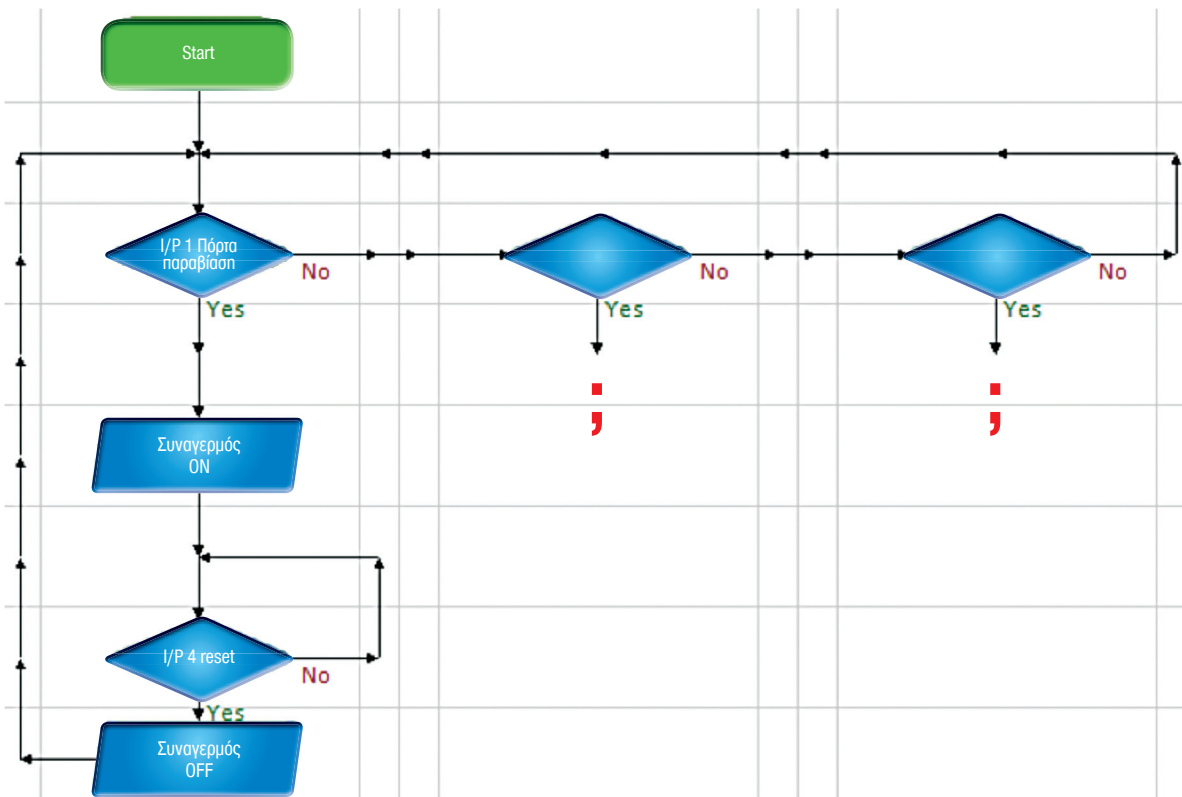 Start
I/P 1 Πόρτα
παραβίαση
No
No
No
Yes
Yes
Yes
;
;
Συναγερμός
ON
I/P 4 reset
No
Yes
Συναγερμός
OFF